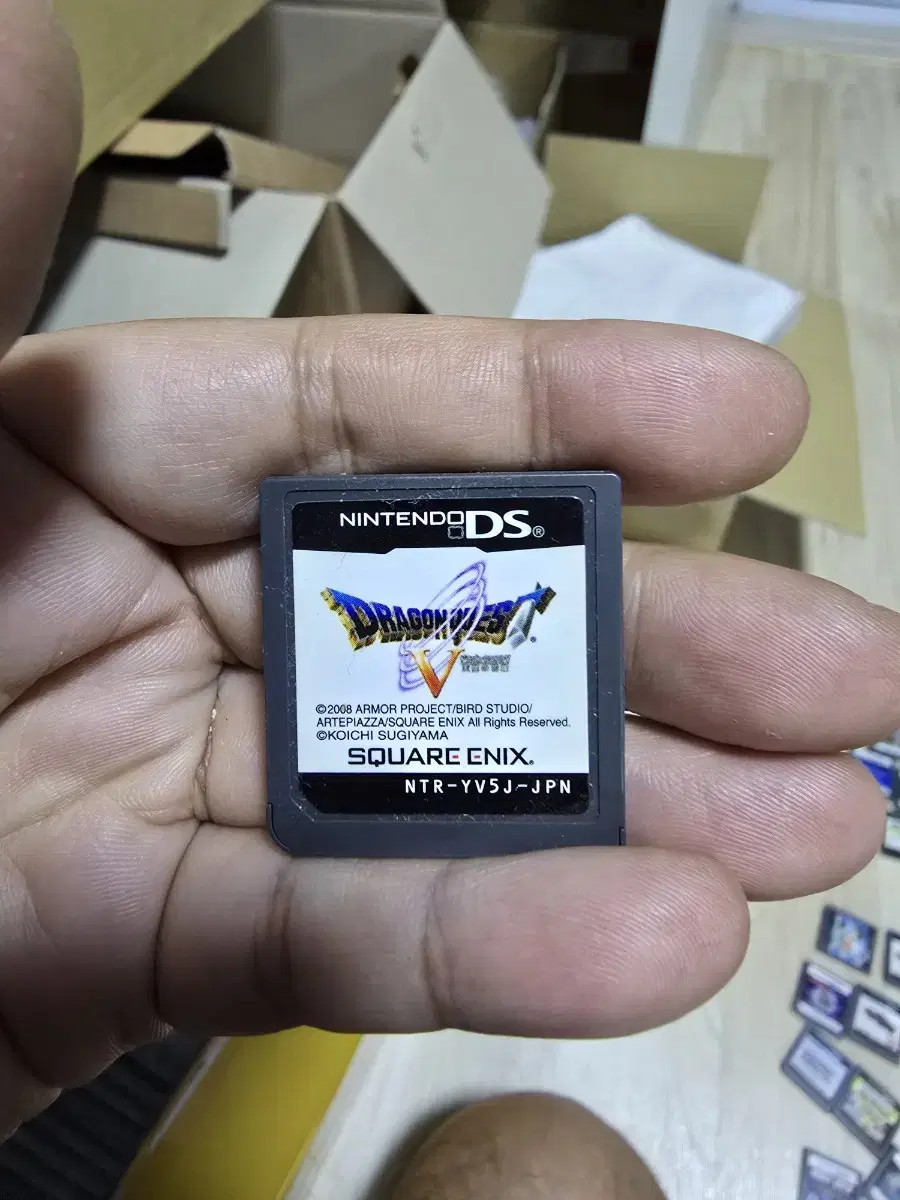 NINTENDO DS®
DRAGON QUEST
V
©2008 ARMOR PROJECT/BIRD STUDIO/
ARTEPIAZZA/SQUARE ENIX All Rights Reserved.
©KOICHI SUGIYAMA
SQUARE ENIX®
NTR-YV5J-JPN